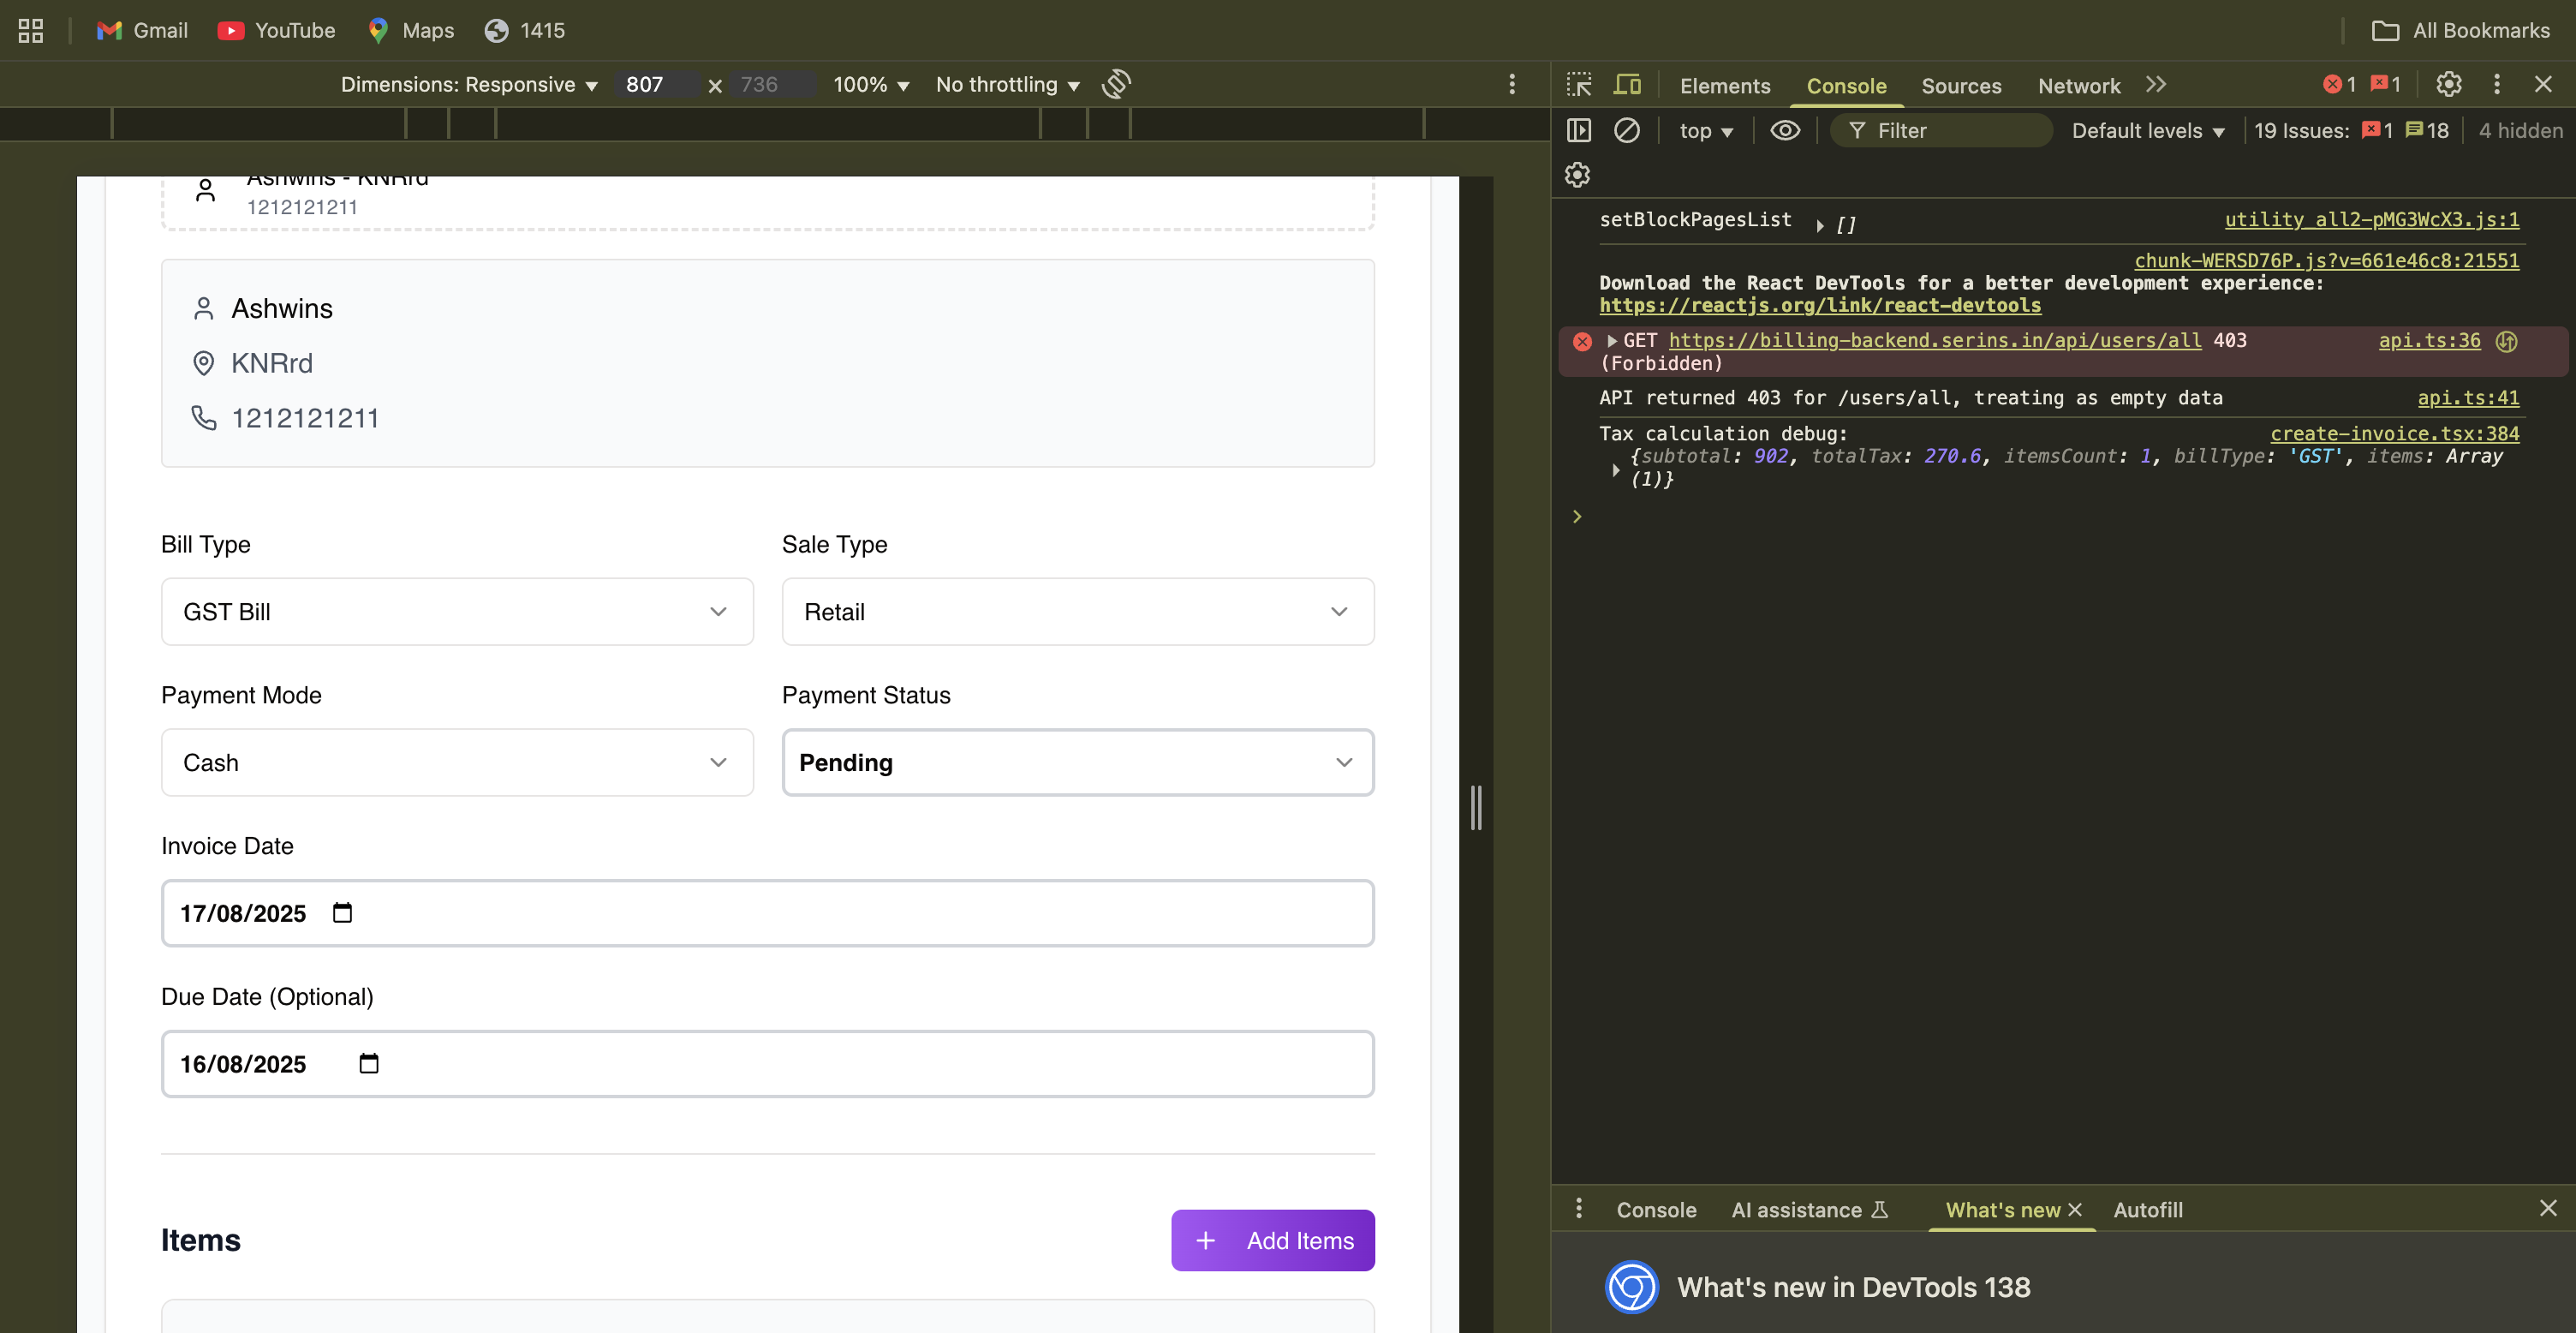 Gmail YouTube Maps 1415 All Bookmarks
Dimensions: Responsive 807 × 736 100% No throttling
Elements Console Sources Network 1 1
top Filter Default levels 19 Issues: 1 18 4 hidden
Ashwins - KNRrd
1212121211
Ashwins
KNRrd
1212121211
Bill Type Sale Type
GST Bill Retail
Payment Mode Payment Status
Cash Pending
Invoice Date
17/08/2025
Due Date (Optional)
16/08/2025
Items + Add Items
setBlockPagesList ▸ [] utility_all2-pMG3WcX3.js:1
chunk-WERSD76P.js?v=661e46c8:21551
Download the React DevTools for a better development experience:
https://reactjs.org/link/react-devtools
GET https://billing-backend.serins.in/api/users/all 403 api.ts:36
(Forbidden)
API returned 403 for /users/all, treating as empty data api.ts:41
Tax calculation debug: create-invoice.tsx:384
{subtotal: 902, totalTax: 270.6, itemsCount: 1, billType: 'GST', items: Array
(1)}
Console AI assistance What's new Autofill
What's new in DevTools 138